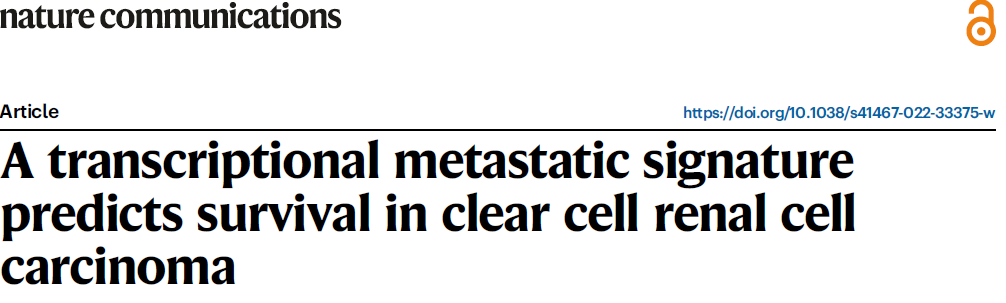 nature communications
Article
https://doi.org/10.1038/s41467-022-33375-w
A transcriptional metastatic signature
predicts survival in clear cell renal cell
carcinoma